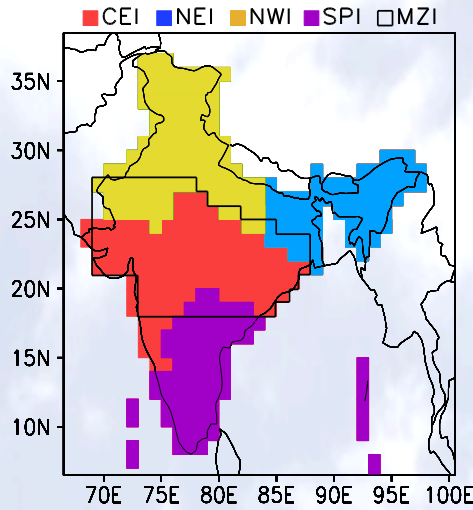 CEI NEI NWI SPI MZI
35N
30N
25N
20N
15N
10N
70E 75E 80E 85E 90E 95E 100E